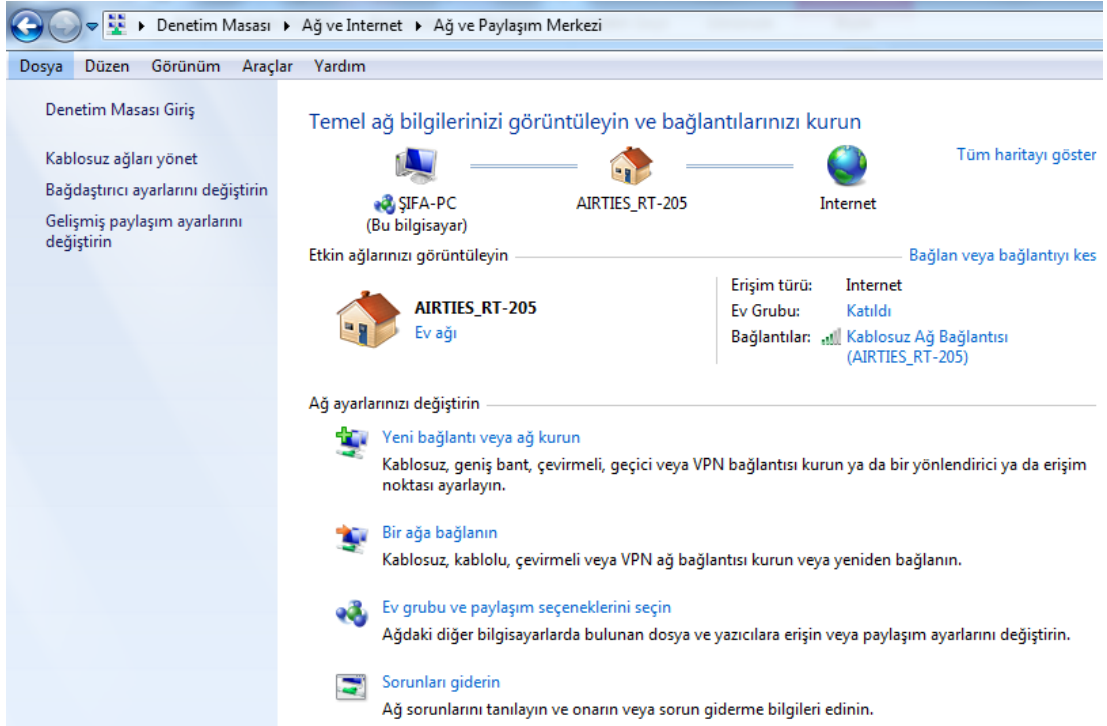 Denetim Masası ▸ Ağ ve Internet ▸ Ağ ve Paylaşım Merkezi
Dosya Düzen Görünüm Araçlar Yardım
Denetim Masası Giriş
Kablosuz ağları yönet
Bağdaştırıcı ayarlarını değiştirin
Gelişmiş paylaşım ayarlarını
değiştirin
Temel ağ bilgilerinizi görüntüleyin ve bağlantılarınızı kurun
Tüm haritayı göster
ŞIFA-PC
(Bu bilgisayar)
AIRTIES_RT-205
Internet
Etkin ağlarınızı görüntüleyin
Bağlan veya bağlantıyı kes
AIRTIES_RT-205
Ev ağı
Erişim türü: Internet
Ev Grubu: Katıldı
Bağlantılar: Kablosuz Ağ Bağlantısı
(AIRTIES_RT-205)
Ağ ayarlarınızı değiştirin
Yeni bağlantı veya ağ kurun
Kablosuz, geniş bant, çevirmeli, geçici veya VPN bağlantısı kurun ya da bir yönlendirici ya da erişim
noktası ayarlayın.
Bir ağa bağlanın
Kablosuz, kablolu, çevirmeli veya VPN ağ bağlantısı kurun veya yeniden bağlanın.
Ev grubu ve paylaşım seçeneklerini seçin
Ağdaki diğer bilgisayarlarda bulunan dosya ve yazıcılara erişin veya paylaşım ayarlarını değiştirin.
Sorunları giderin
Ağ sorunlarını tanılayın ve onarın veya sorun giderme bilgileri edinin.